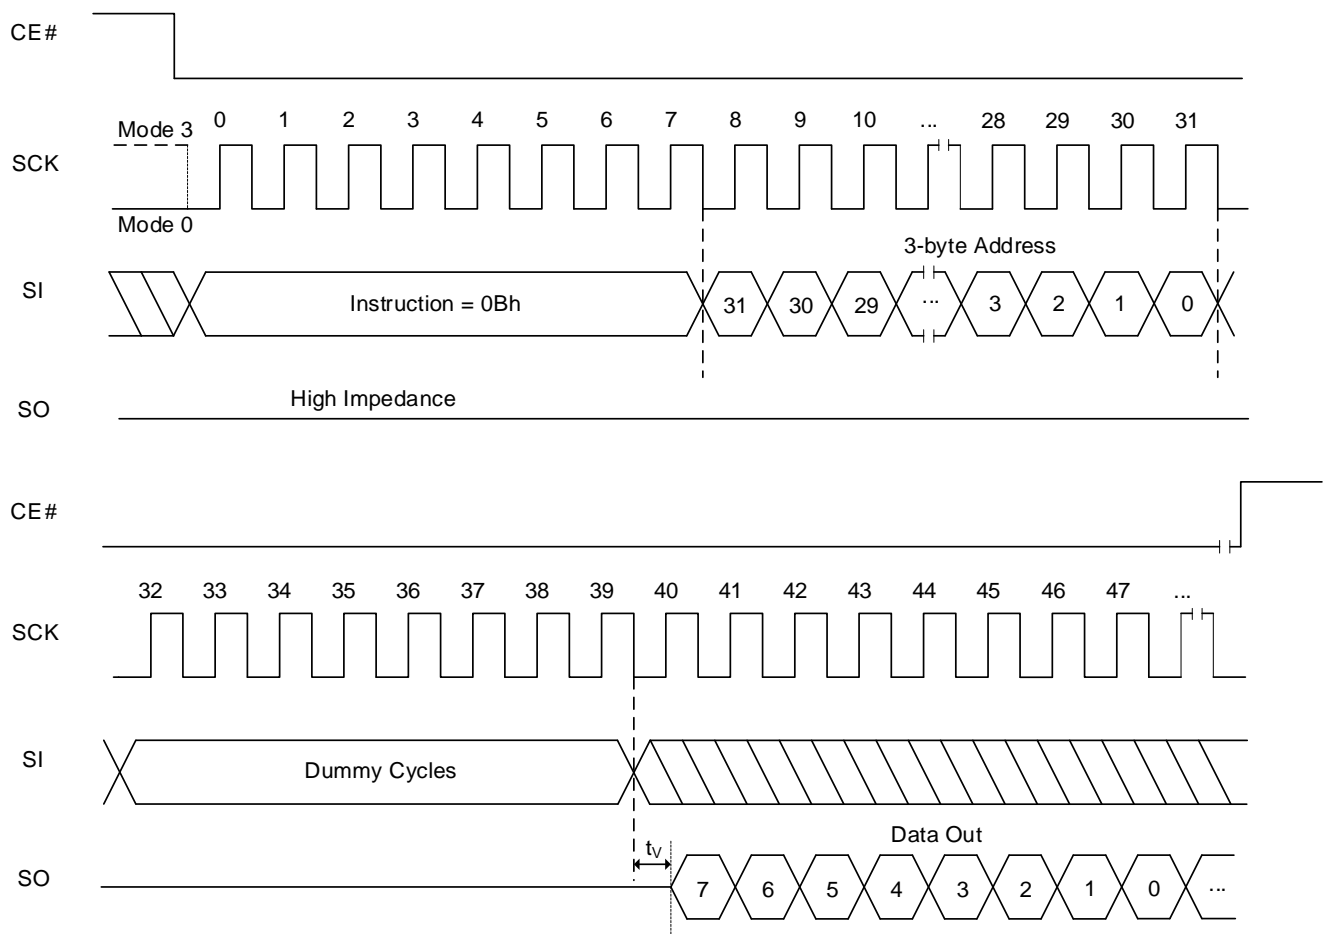 CE#
Mode 3 0 1 2 3 4 5 6 7 8 9 10 ... 28 29 30 31
SCK
Mode 0
3-byte Address
SI Instruction = 0Bh 31 30 29 ... 3 2 1 0
SO High Impedance
CE#
32 33 34 35 36 37 38 39 40 41 42 43 44 45 46 47 ...
SCK
SI Dummy Cycles
Data Out
tV
SO 7 6 5 4 3 2 1 0 ...